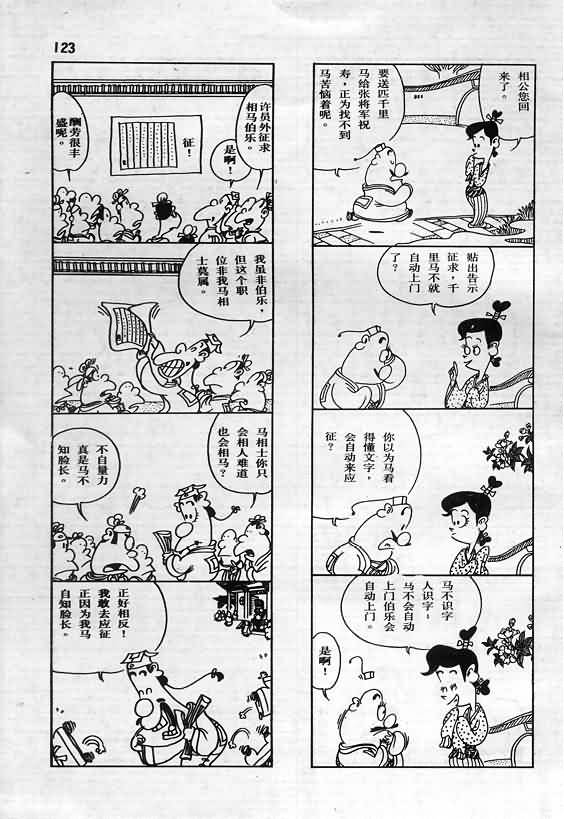 123
相公您回
来了。
要送匹千里
马给张将军祝
寿，正为找不到
马苦恼着呢。
贴出告示
征求，千
里马不就
自动上门
了？
你以为马看
得懂文字，
会自动来应
征？
马不识字
人识字；
马不会自动
上门伯乐会
自动上门。
是啊！
许员外征求
相马伯乐。
是啊！
征！
酬劳很丰
盛呢。
我虽非伯乐，
但这个职
位非我马相
士莫属。
马相士你只
会相人难道
也会相马？
不自量力
真是马不
知脸长。
正好相反！
我敢去应征
正因为我马
自知脸长。